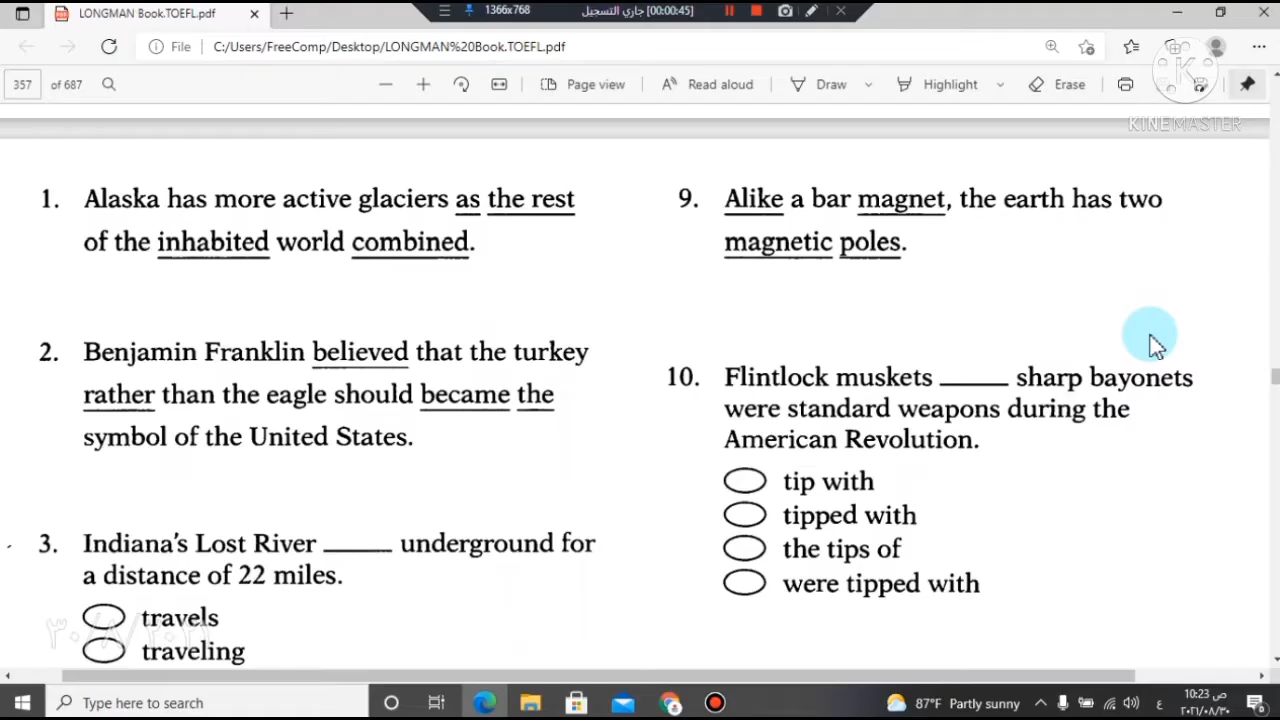 LONGMAN Book.TOEFL.pdf
1366x768
جاري التسجيل [00:00:45]
File
C:/Users/FreeComp/Desktop/LONGMAN%20Book.TOEFL.pdf
357 of 687
Page view
Read aloud
Draw
Highlight
Erase
K
KINEMASTER
1. Alaska has more active glaciers as the rest
of the inhabited world combined.
2. Benjamin Franklin believed that the turkey
rather than the eagle should became the
symbol of the United States.
3. Indiana's Lost River ____ underground for
a distance of 22 miles.
travels
traveling
9. Alike a bar magnet, the earth has two
magnetic poles.
10. Flintlock muskets ____ sharp bayonets
were standard weapons during the
American Revolution.
tip with
tipped with
the tips of
were tipped with
Type here to search
87°F Partly sunny
ع
10:23 ص
٢٠٢١/٠٨/٣٠